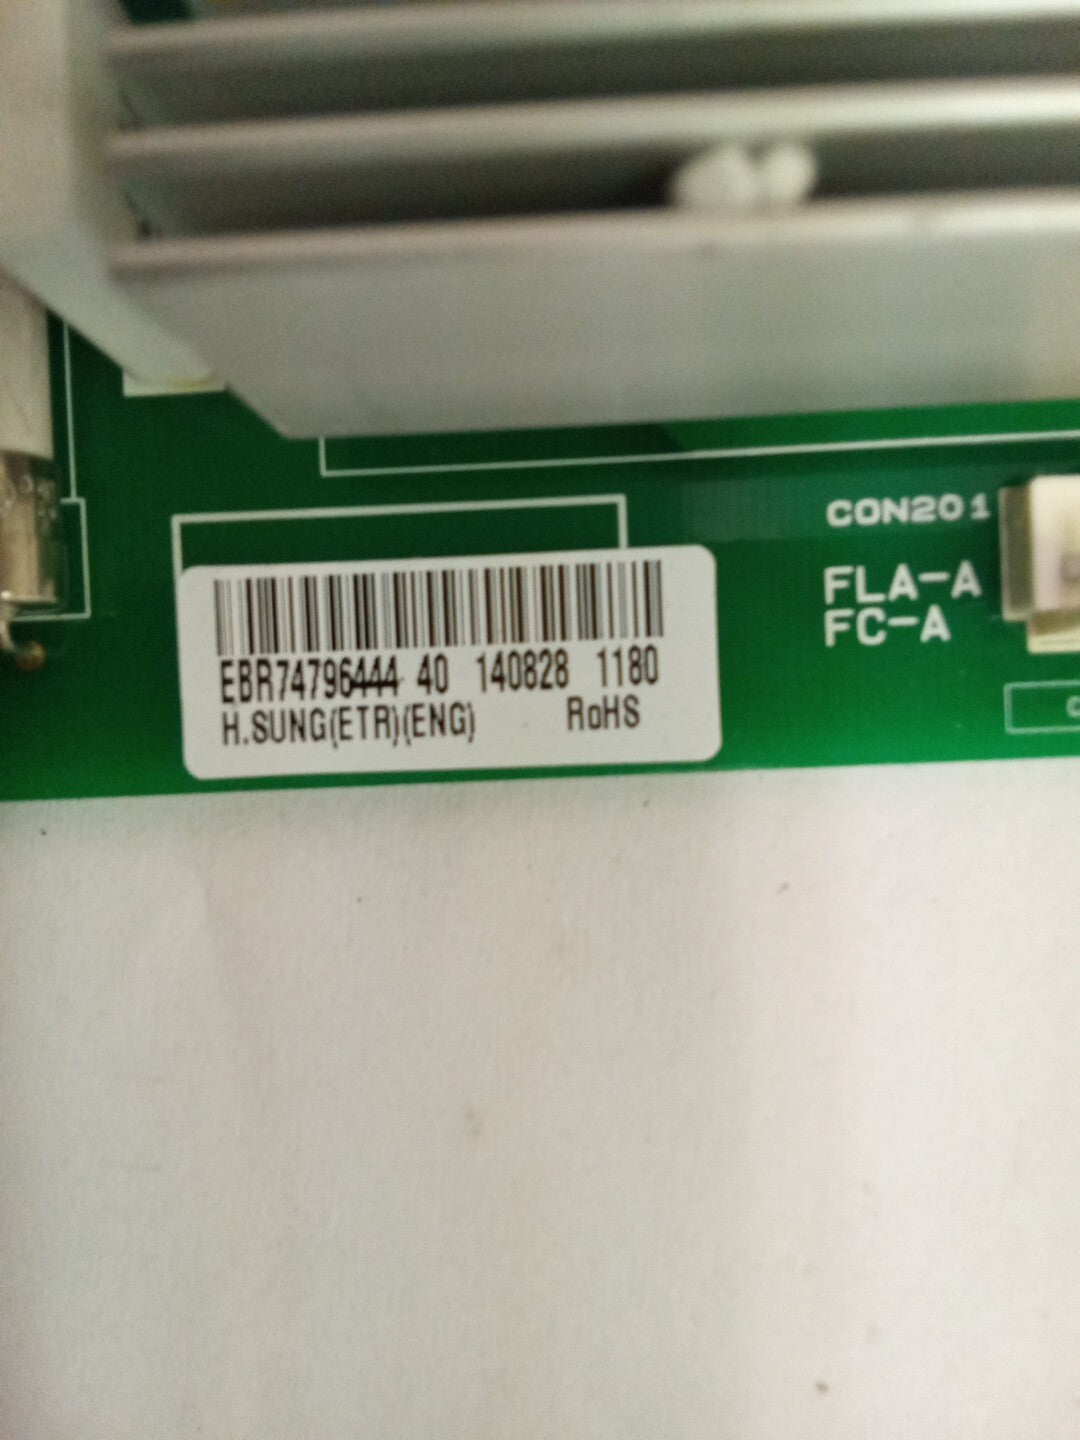 CON201
FLA-A
FC-A
EBR74796444 40 140828 1180
H.SUNG(ETR)(ENG) RoHS